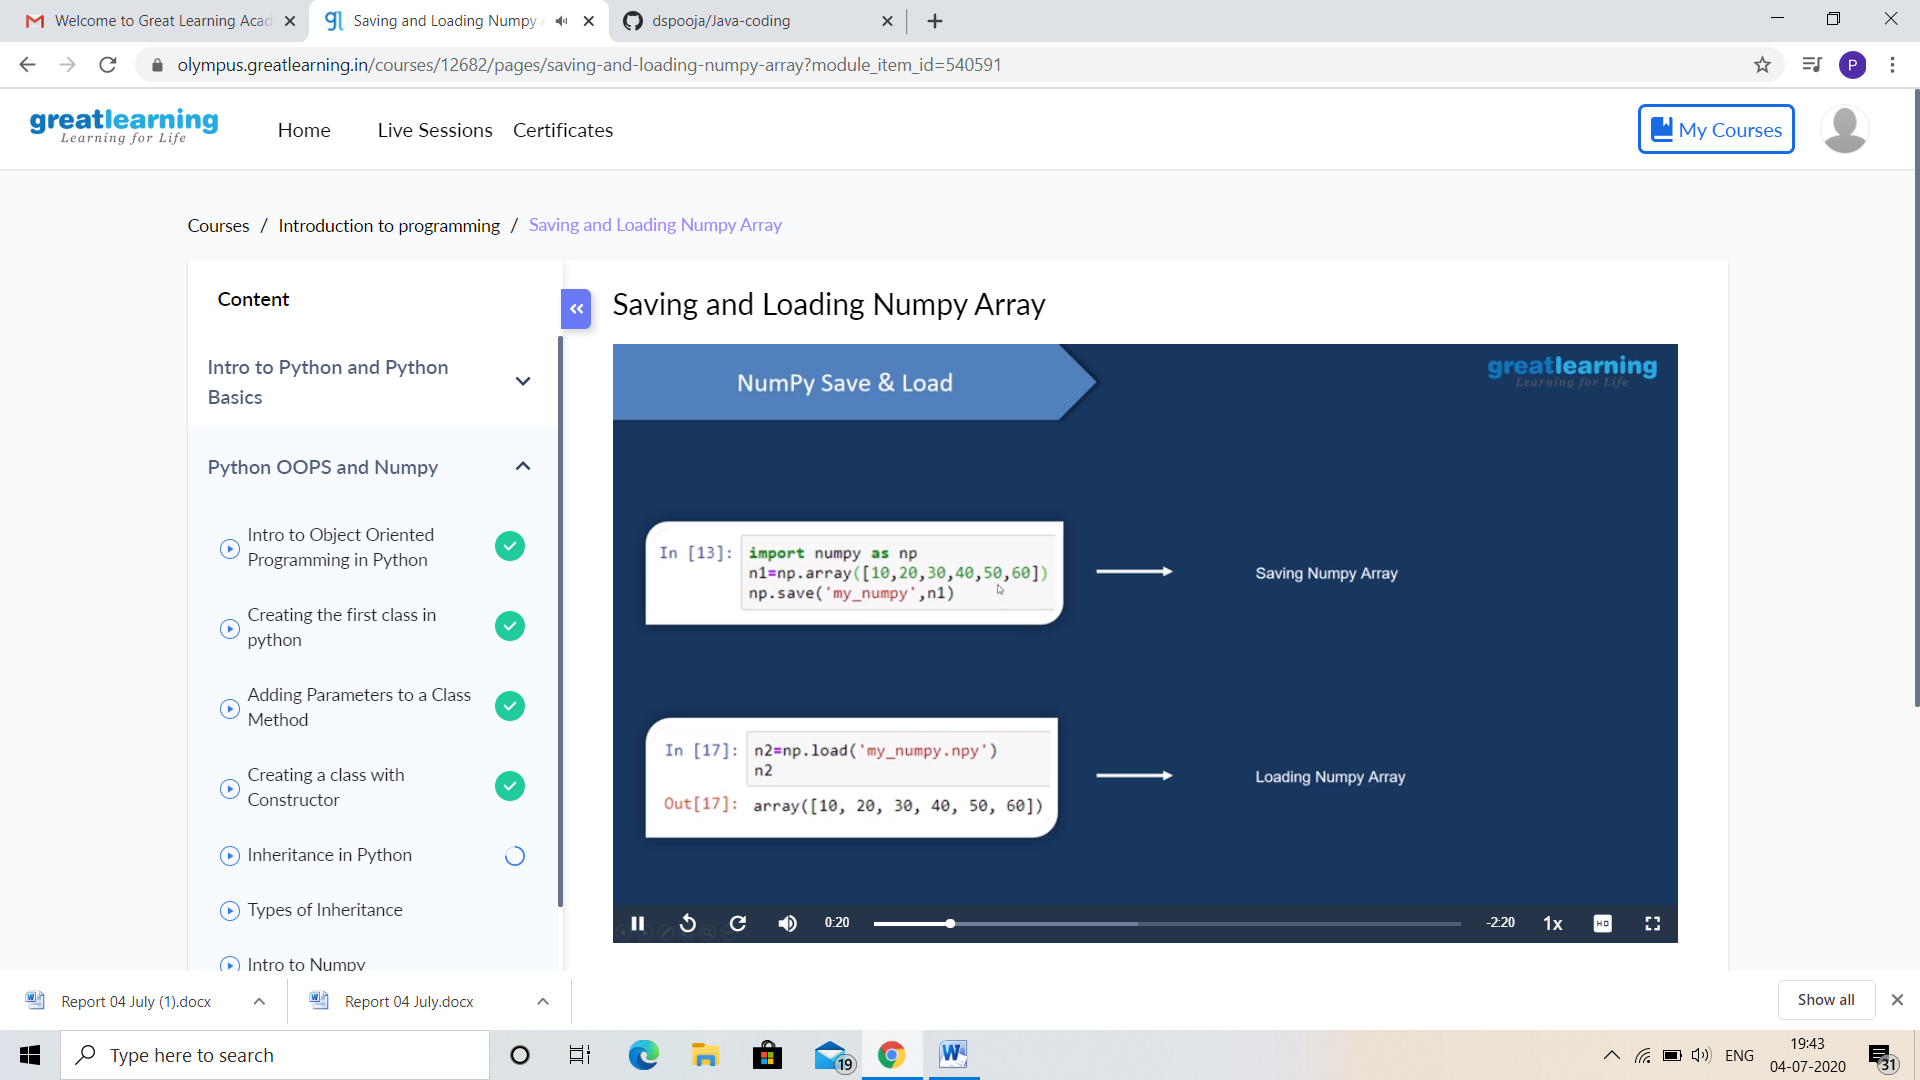 Welcome to Great Learning Acad
Saving and Loading Numpy A
dspooja/Java-coding
olympus.greatlearning.in/courses/12682/pages/saving-and-loading-numpy-array?module_item_id=540591
P
greatlearning
Learning for Life
Home
Live Sessions
Certificates
My Courses
Courses / Introduction to programming / Saving and Loading Numpy Array
Content
Intro to Python and Python
Basics
Python OOPS and Numpy
Intro to Object Oriented
Programming in Python
Creating the first class in
python
Adding Parameters to a Class
Method
Creating a class with
Constructor
Inheritance in Python
Types of Inheritance
Intro to Numpy
Saving and Loading Numpy Array
NumPy Save & Load
greatlearning
Learning for Life
In [13]: import numpy as np
n1=np.array([10,20,30,40,50,60])
np.save('my_numpy',n1)
Saving Numpy Array
In [17]: n2=np.load('my_numpy.npy')
n2
Out[17]: array([10, 20, 30, 40, 50, 60])
Loading Numpy Array
0:20
-2:20
1x
HD
Report 04 July (1).docx
Report 04 July.docx
Show all
Type here to search
19
ENG
19:43
04-07-2020
31